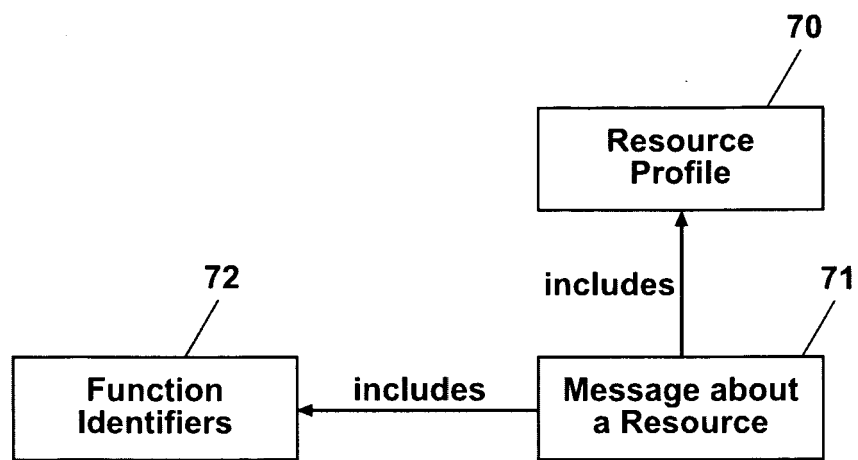 70
Resource
Profile
includes
72
71
Function
Identifiers
includes
Message about
a Resource